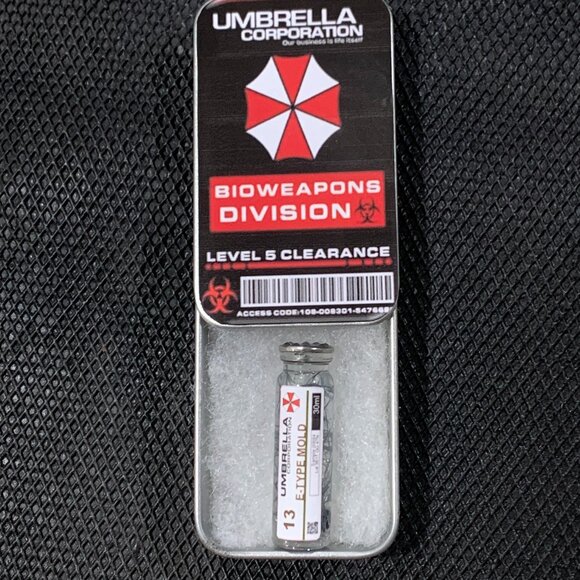 UMBRELLA
CORPORATION
Our business is life itself
BIOWEAPONS
DIVISION
LEVEL 5 CLEARANCE
13
UMBRELLA
CORPORATION
E-TYPE MOLD
30ml